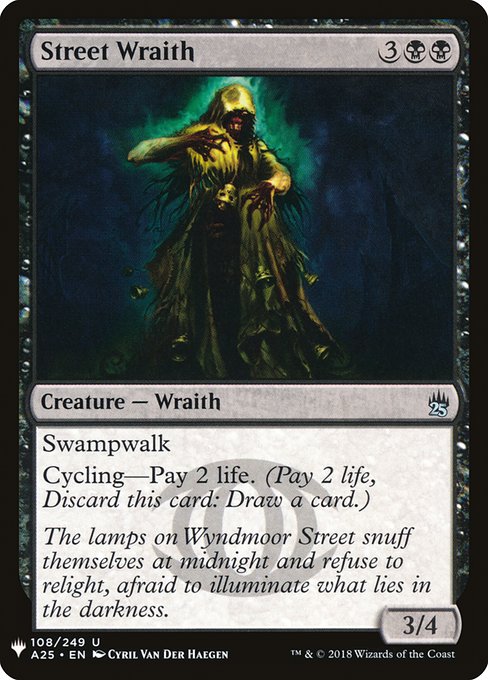 Street Wraith 3
Creature — Wraith
25
Swampwalk
Cycling—Pay 2 life. (Pay 2 life,
Discard this card: Draw a card.)
The lamps on Wyndmoor Street snuff
themselves at midnight and refuse to
relight, afraid to illuminate what lies in
the darkness.
3/4
108/249 U
A25 • EN Cyril Van Der Haegen
™ & © 2018 Wizards of the Coast